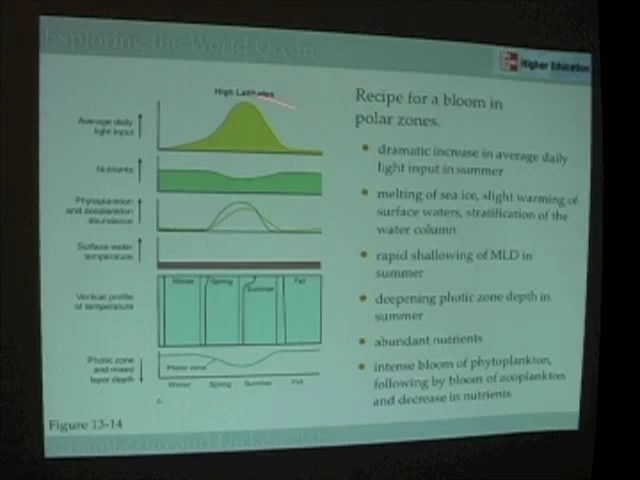 Exploring the World Ocean
Higher Education
High Latitudes
Average daily
light input
Nutrients
Phytoplankton
and zooplankton
abundance
Surface water
temperature
Vertical profile
of temperature
Winter Spring Summer Fall
Photic zone
and mixed
layer depth
Photic zone
Winter Spring Summer Fall
c.
Figure 13-14
Recipe for a bloom in
polar zones.
dramatic increase in average daily
light input in summer
melting of sea ice, slight warming of
surface waters, stratification of the
water column
rapid shallowing of MLD in
summer
deepening photic zone depth in
summer
abundant nutrients
intense bloom of phytoplankton,
following by bloom of zooplankton
and decrease in nutrients